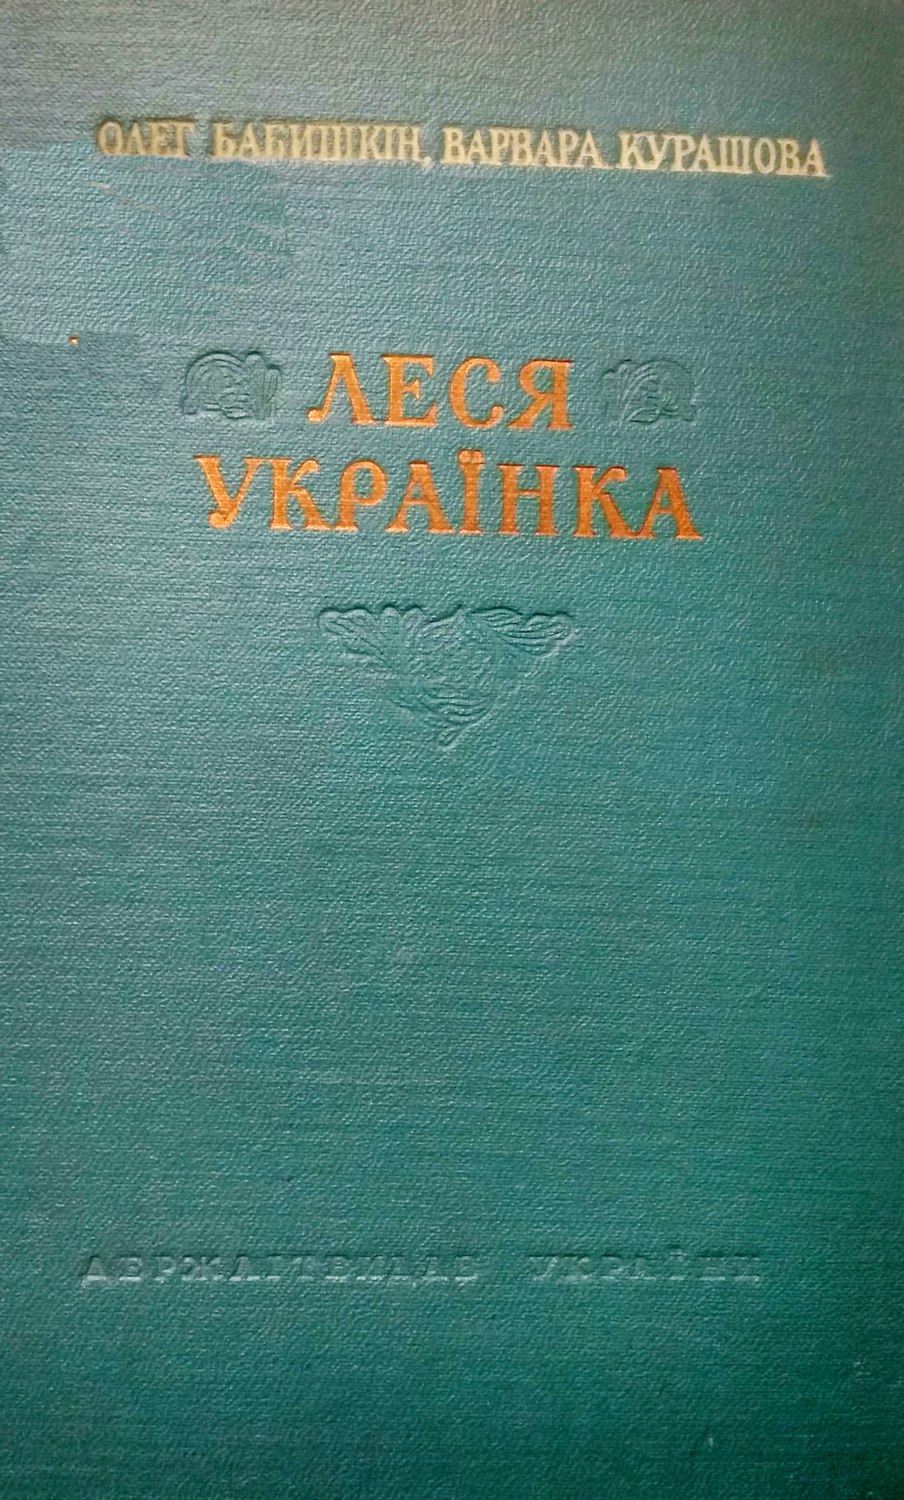 ОЛЕГ БАБИШКІН, ВАРВАРА КУРАШОВА
ЛЕСЯ
УКРАЇНКА
ДЕРЖЛІТВИДАВ УКРАЇНИ